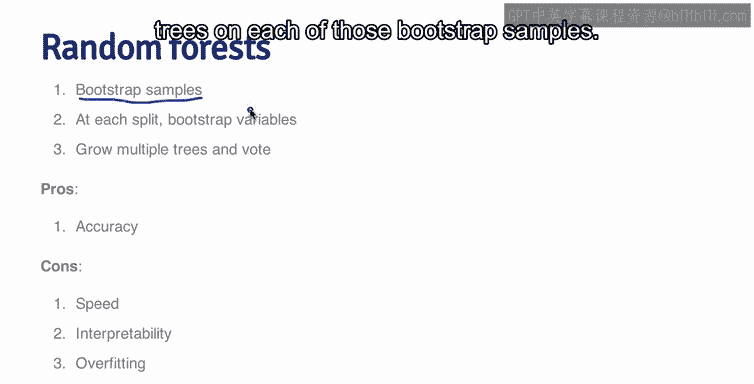 trees on each of those bootstrap samples.
Random forests
1. Bootstrap samples
2. At each split, bootstrap variables
3. Grow multiple trees and vote
Pros:
1. Accuracy
Cons:
1. Speed
2. Interpretability
3. Overfitting